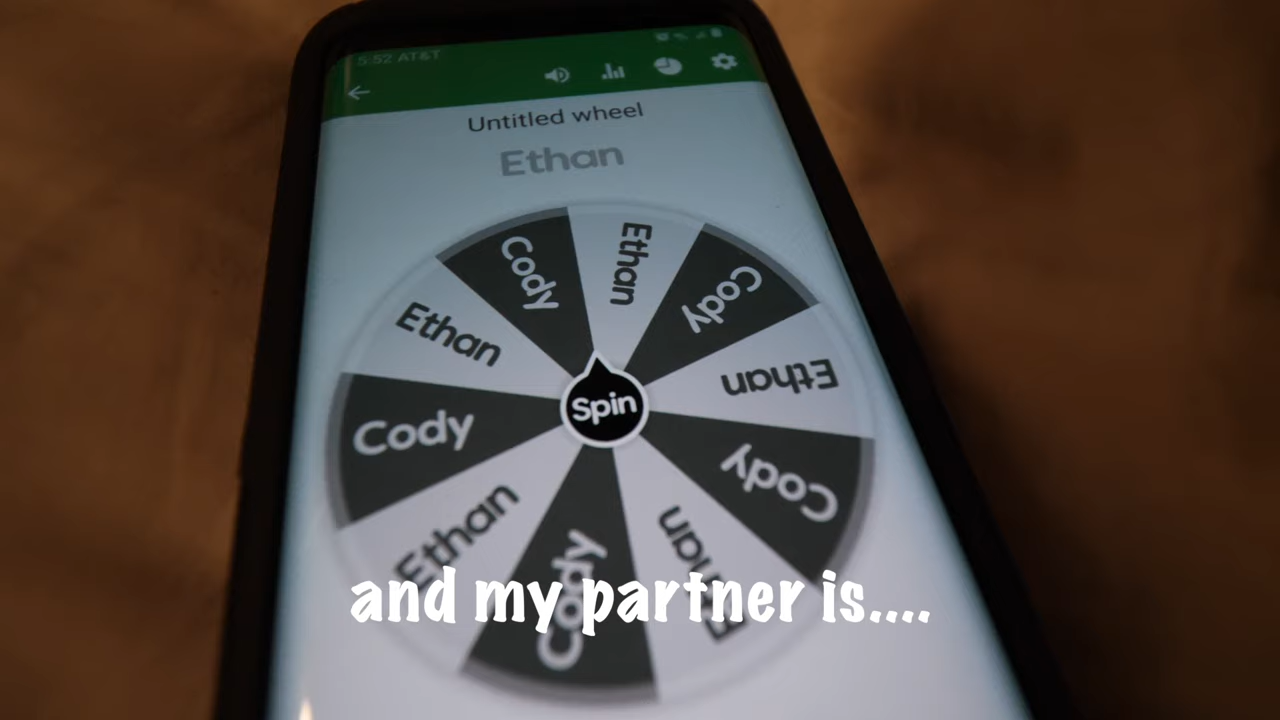 5:52 AT&T
Untitled wheel
Ethan
Ethan
Cody
Ethan
Cody
Ethan
Cody
Ethan
Cody
Ethan
Cody
Spin
and my partner is....